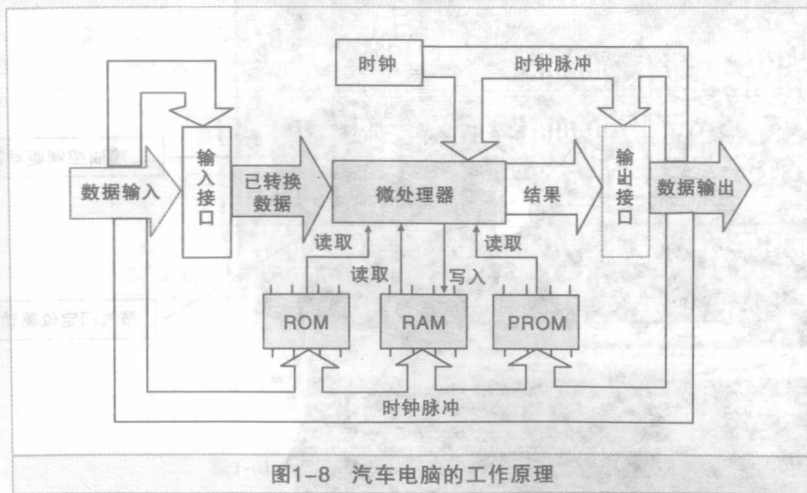 时钟
时钟脉冲
数据输入
输入接口
已转换
数据
微处理器
结果
输出接口
数据输出
读取
读取
写入
读取
ROM
RAM
PROM
时钟脉冲
图1-8 汽车电脑的工作原理